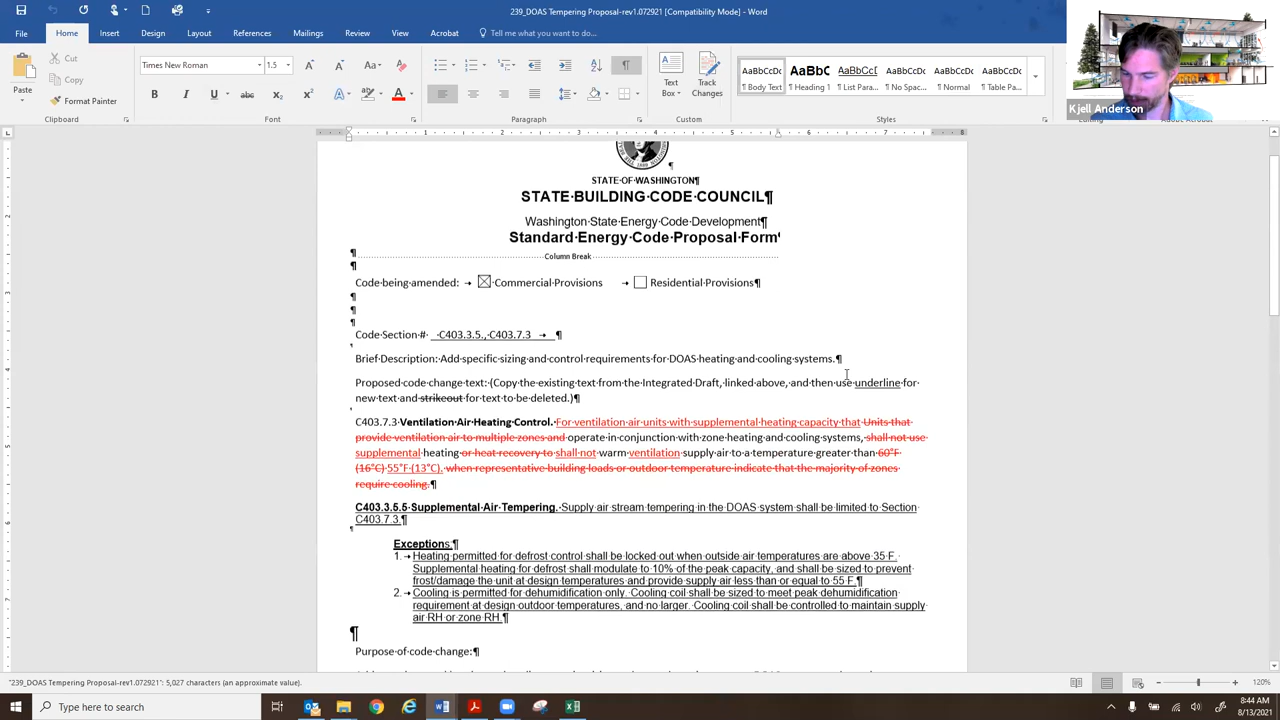 239_DOAS Tempering Proposal-rev1.072921 [Compatibility Mode] - Word
File Home Insert Design Layout References Mailings Review View Acrobat Tell me what you want to do...
Cut
Copy
Paste
Format Painter
Times New Roman 1.5
Text Box
Track Changes
AaBbCcDc AaBbC AaBbCcI AaBbCcDc AaBbCcDc AaBbCcDc
¶ Body Text Heading 1 ¶ List Para... ¶ No Spac... ¶ Normal ¶ Table Pa...
Clipboard Font Paragraph Custom Styles
Kjell Anderson
STATE OF WASHINGTON¶
STATE·BUILDING·CODE·COUNCIL¶
Washington·State·Energy·Code·Development¶
Standard·Energy·Code·Proposal·Form¶
Column Break
Code·being·amended: → ☒ Commercial·Provisions → ☐ Residential·Provisions¶
Code·Section·#· ·C403.3.5.,·C403.7.3 → ¶
Brief·Description:·Add·specific·sizing·and·control·requirements·for·DOAS·heating·and·cooling·systems.¶
Proposed·code·change·text:·(Copy·the·existing·text·from·the·Integrated·Draft,·linked·above,·and·then·use·underline·for·
new·text·and·strikeout·for·text·to·be·deleted.)¶
C403.7.3·Ventilation·Air·Heating·Control.·For·ventilation·air·units·with·supplemental·heating·capacity·that·Units·that·
provide·ventilation·air·to·multiple·zones·and·operate·in·conjunction·with·zone·heating·and·cooling·systems,·shall·not·use·
supplemental·heating·or·heat·recovery·to·shall·not·warm·ventilation·supply·air·to·a·temperature·greater·than·60°F·
(16°C)·55°F·(13°C).·when·representative·building·loads·or·outdoor·temperature·indicate·that·the·majority·of·zones·
require·cooling.¶
C403.3.5.5·Supplemental·Air·Tempering.··Supply·air·stream·tempering·in·the·DOAS·system·shall·be·limited·to·Section·
C403.7.3.¶
Exceptions:¶
1.→Heating·permitted·for·defrost·control·shall·be·locked·out·when·outside·air·temperatures·are·above·35·F.·
Supplemental·heating·for·defrost·shall·modulate·to·10%·of·the·peak·capacity,·and·shall·be·sized·to·prevent·
frost/damage·the·unit·at·design·temperatures·and·provide·supply·air·less·than·or·equal·to·55·F.¶
2.→Cooling·is·permitted·for·dehumidification·only.··Cooling·coil·shall·be·sized·to·meet·peak·dehumidification·
requirement·at·design·outdoor·temperatures,·and·no·larger.·Cooling·coil·shall·be·controlled·to·maintain·supply·
air·RH·or·zone·RH.¶
Purpose·of·code·change:¶
"239_DOAS Tempering Proposal-rev1.072921": 5,027 characters (an approximate value).
120%
Type here to search
8:44 AM
8/13/2021